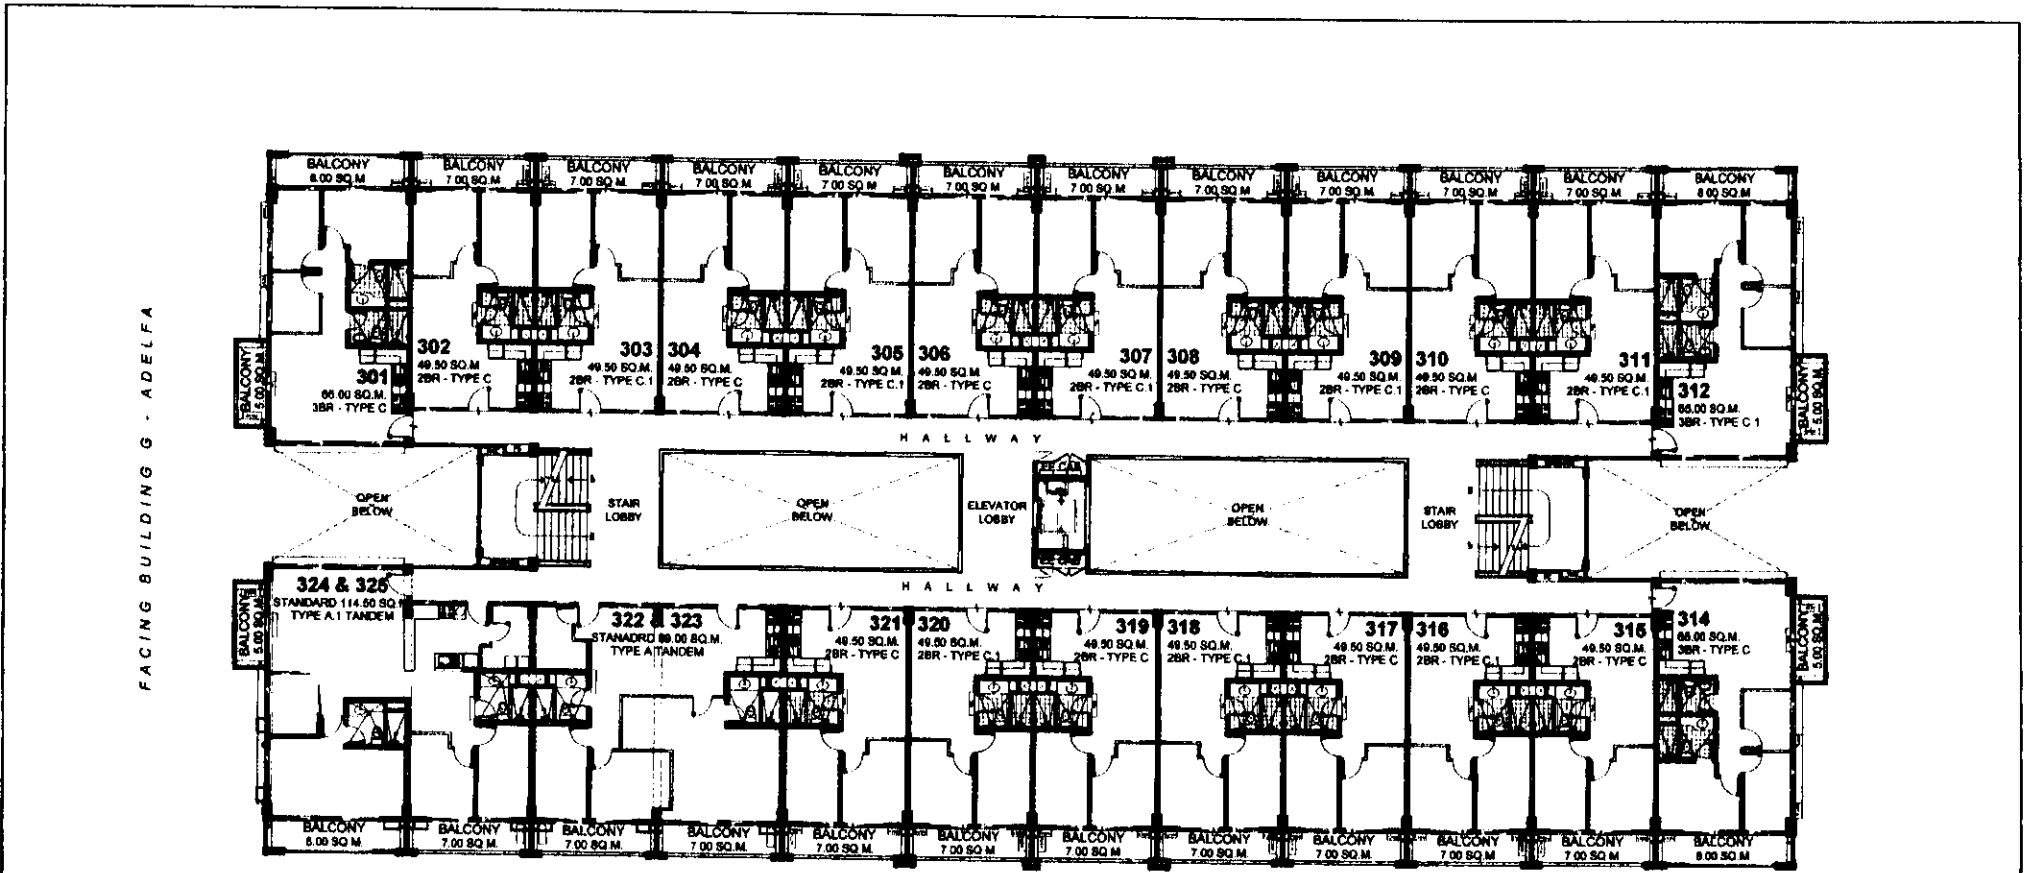 BALCONY
8.00 SQ.M
BALCONY
7.00 SQ.M
BALCONY
7.00 SQ.M.
BALCONY
7.00 SQ.M
BALCONY
7.00 SQ.M
BALCONY
7.00 SQ.M
BALCONY
7.00 SQ.M
BALCONY
7.00 SQ.M
BALCONY
7.00 SQ.M
BALCONY
7.00 SQ.M
BALCONY
7.00 SQ.M
BALCONY
8.00 SQ.M
FACING BUILDING G - ADELFA
BALCONY
5.00 SQ.M
301
66.00 SQ.M.
3BR - TYPE C
302
49.50 SQ.M
2BR - TYPE C
303
49.50 SQ.M
2BR - TYPE C.1
304
49.50 SQ.M.
2BR - TYPE C
305
49.50 SQ.M.
2BR - TYPE C.1
306
49.50 SQ.M.
2BR - TYPE C
307
49.50 SQ.M
2BR - TYPE C.1
308
49.50 SQ.M.
2BR - TYPE C
309
49.50 SQ.M
2BR - TYPE C.1
310
49.50 SQ.M
2BR - TYPE C
311
49.50 SQ.M
2BR - TYPE C.1
312
66.00 SQ.M.
3BR - TYPE C.1
BALCONY
5.00 SQ.M
HALLWAY
OPEN
BELOW
STAIR
LOBBY
OPEN
BELOW
ELEVATOR
LOBBY
OPEN
BELOW
STAIR
LOBBY
OPEN
BELOW
HALLWAY
BALCONY
5.00 SQ.M
324 & 325
STANDARD 114.50 SQ.
TYPE A.1 TANDEM
322 & 323
STANADRD 99.00 SQ.M.
TYPE A TANDEM
321
49.50 SQ.M.
2BR - TYPE C
320
49.50 SQ.M.
2BR - TYPE C.1
319
49.50 SQ.M.
2BR - TYPE C
318
49.50 SQ.M.
2BR - TYPE C.1
317
49.50 SQ.M
2BR - TYPE C
316
49.50 SQ.M.
2BR - TYPE C.1
315
49.50 SQ.M.
2BR - TYPE C
314
66.00 SQ.M.
3BR - TYPE C
BALCONY
5.00 SQ.M
BALCONY
8.00 SQ.M
BALCONY
7.00 SQ.M.
BALCONY
7.00 SQ.M.
BALCONY
7.00 SQ.M
BALCONY
7.00 SQ.M.
BALCONY
7.00 SQ.M
BALCONY
7.00 SQ.M
BALCONY
7.00 SQ.M
BALCONY
7.00 SQ.M
BALCONY
7.00 SQ.M
BALCONY
7.00 SQ.M
BALCONY
8.00 SQ.M